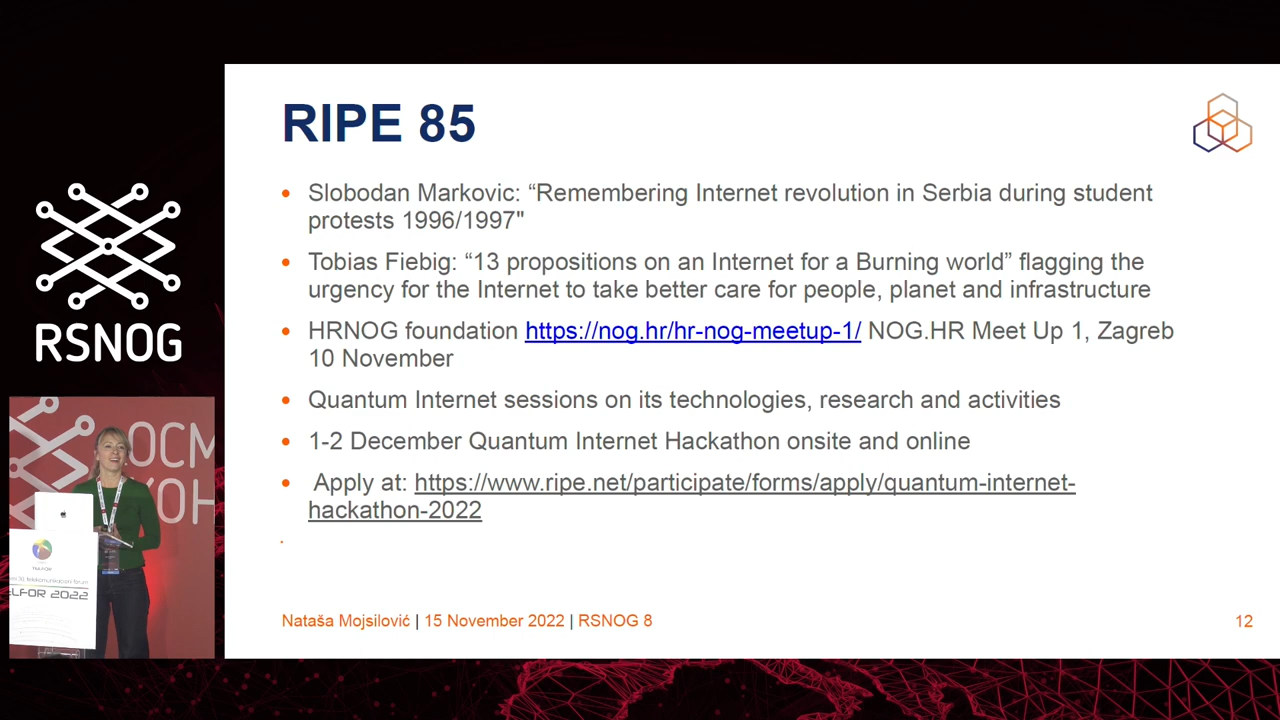 RIPE 85
Slobodan Markovic: “Remembering Internet revolution in Serbia during student
protests 1996/1997"
Tobias Fiebig: “13 propositions on an Internet for a Burning world” flagging the
urgency for the Internet to take better care for people, planet and infrastructure
HRNOG foundation https://nog.hr/hr-nog-meetup-1/ NOG.HR Meet Up 1, Zagreb
10 November
Quantum Internet sessions on its technologies, research and activities
1-2 December Quantum Internet Hackathon onsite and online
Apply at: https://www.ripe.net/participate/forms/apply/quantum-internet-
hackathon-2022
Nataša Mojsilović | 15 November 2022 | RSNOG 8
12
RSNOG
ELFOR 2022